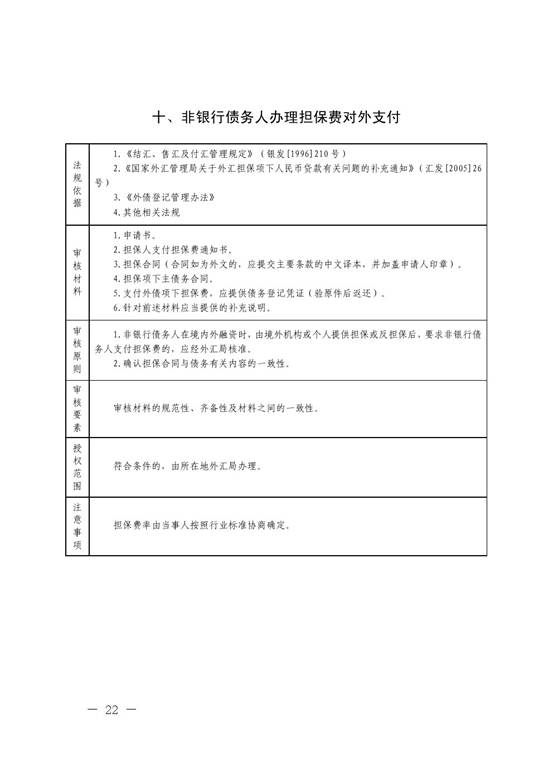 十、非银行债务人办理担保费对外支付
法规依据
1.《结汇、售汇及付汇管理规定》（银发[1996]210号）
2.《国家外汇管理局关于外汇担保项下人民币贷款有关问题的补充通知》（汇发[2005]26
号）
3.《外债登记管理办法》
4.其他相关法规
审核材料
1.申请书。
2.担保人支付担保费通知书。
3.担保合同（合同如为外文的，应提交主要条款的中文译本，并加盖申请人印章）。
4.担保项下主债务合同。
5.支付外债项下担保费，应提供债务登记凭证（验原件后返还）。
6.针对前述材料应当提供的补充说明。
审核原则
1.非银行债务人在境内外融资时，由境外机构或个人提供担保或反担保后，要求非银行债
务人支付担保费的，应经外汇局核准。
2.确认担保合同与债务有关内容的一致性。
审核要素
审核材料的规范性、齐备性及材料之间的一致性。
授权范围
符合条件的，由所在地外汇局办理。
注意事项
担保费率由当事人按照行业标准协商确定。
— 22 —